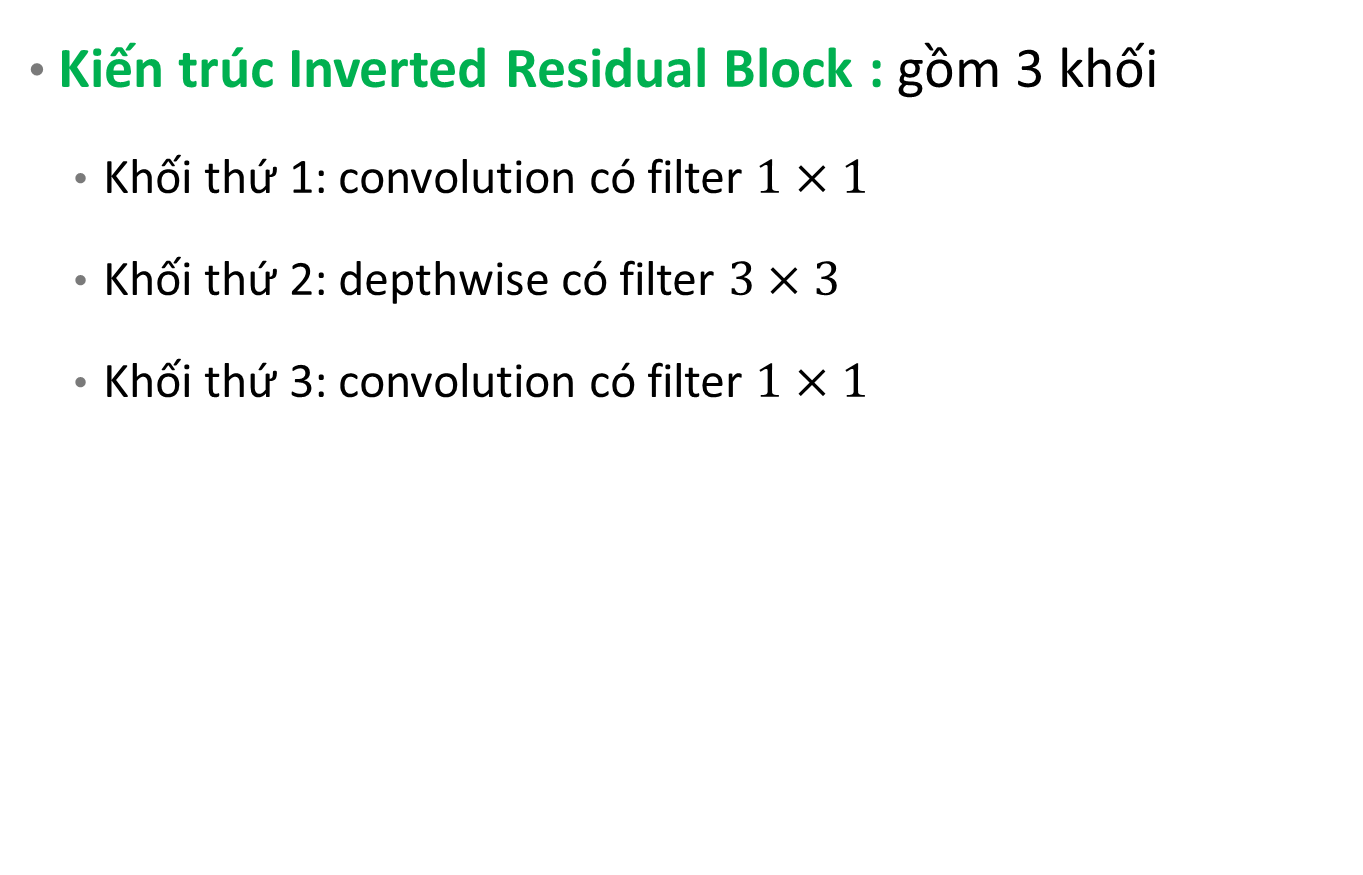 • Kiến trúc Inverted Residual Block : gồm 3 khối
• Khối thứ 1: convolution có filter 1 × 1
• Khối thứ 2: depthwise có filter 3 × 3
• Khối thứ 3: convolution có filter 1 × 1